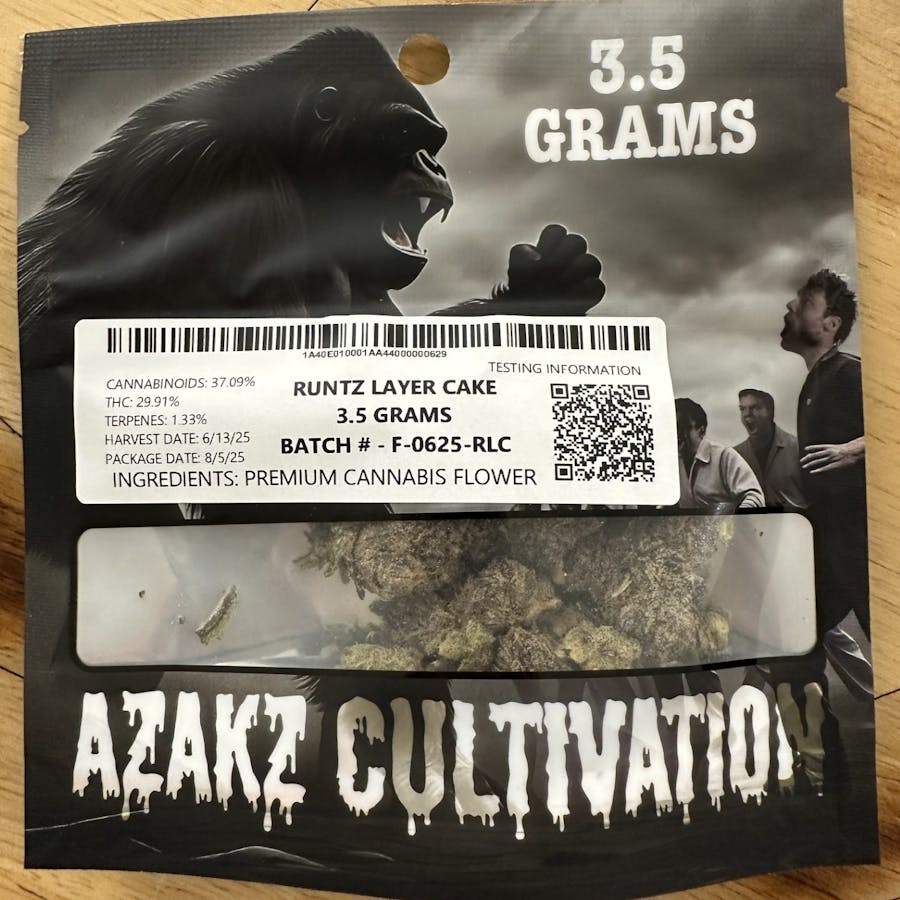 3.5
GRAMS
1A40E010001AA44000000629
TESTING INFORMATION
CANNABINOIDS: 37.09%
THC: 29.91%
TERPENES: 1.33%
HARVEST DATE: 6/13/25
PACKAGE DATE: 8/5/25
RUNTZ LAYER CAKE
3.5 GRAMS
BATCH # - F-0625-RLC
INGREDIENTS: PREMIUM CANNABIS FLOWER
AZAKZ CULTIVATION